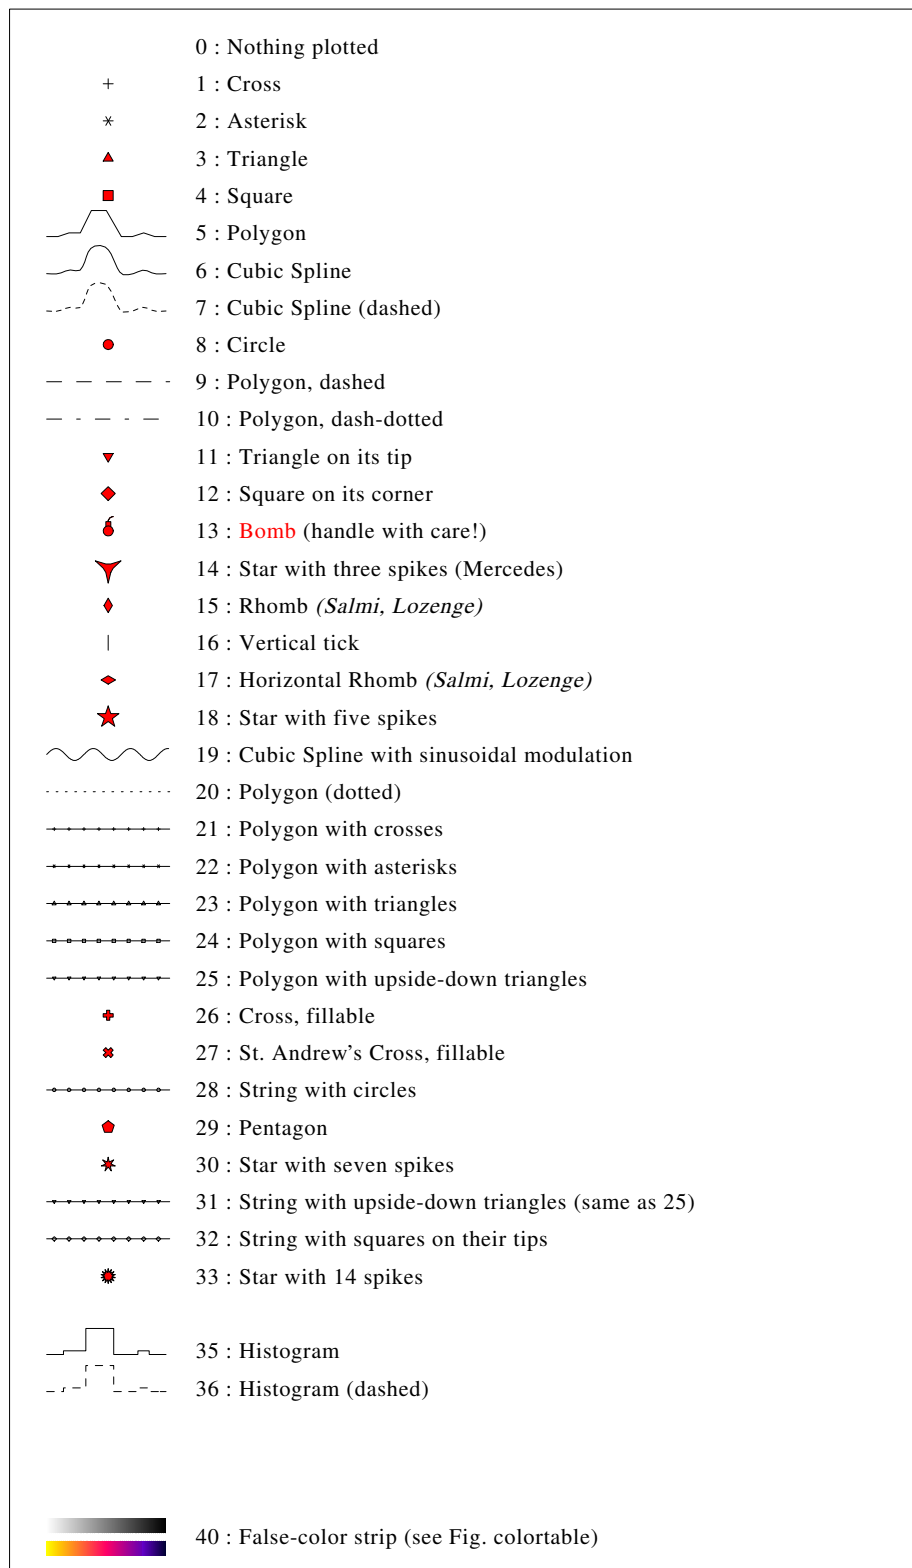 0 : Nothing plotted
1 : Cross
2 : Asterisk
3 : Triangle
4 : Square
5 : Polygon
6 : Cubic Spline
7 : Cubic Spline (dashed)
8 : Circle
9 : Polygon, dashed
10 : Polygon, dash-dotted
11 : Triangle on its tip
12 : Square on its corner
13 : Bomb (handle with care!)
14 : Star with three spikes (Mercedes)
15 : Rhomb (Salmi, Lozenge)
16 : Vertical tick
17 : Horizontal Rhomb (Salmi, Lozenge)
18 : Star with five spikes
19 : Cubic Spline with sinusoidal modulation
20 : Polygon (dotted)
21 : Polygon with crosses
22 : Polygon with asterisks
23 : Polygon with triangles
24 : Polygon with squares
25 : Polygon with upside-down triangles
26 : Cross, fillable
27 : St. Andrew’s Cross, fillable
28 : String with circles
29 : Pentagon
30 : Star with seven spikes
31 : String with upside-down triangles (same as 25)
32 : String with squares on their tips
33 : Star with 14 spikes
35 : Histogram
36 : Histogram (dashed)
40 : False-color strip (see Fig. colortable)